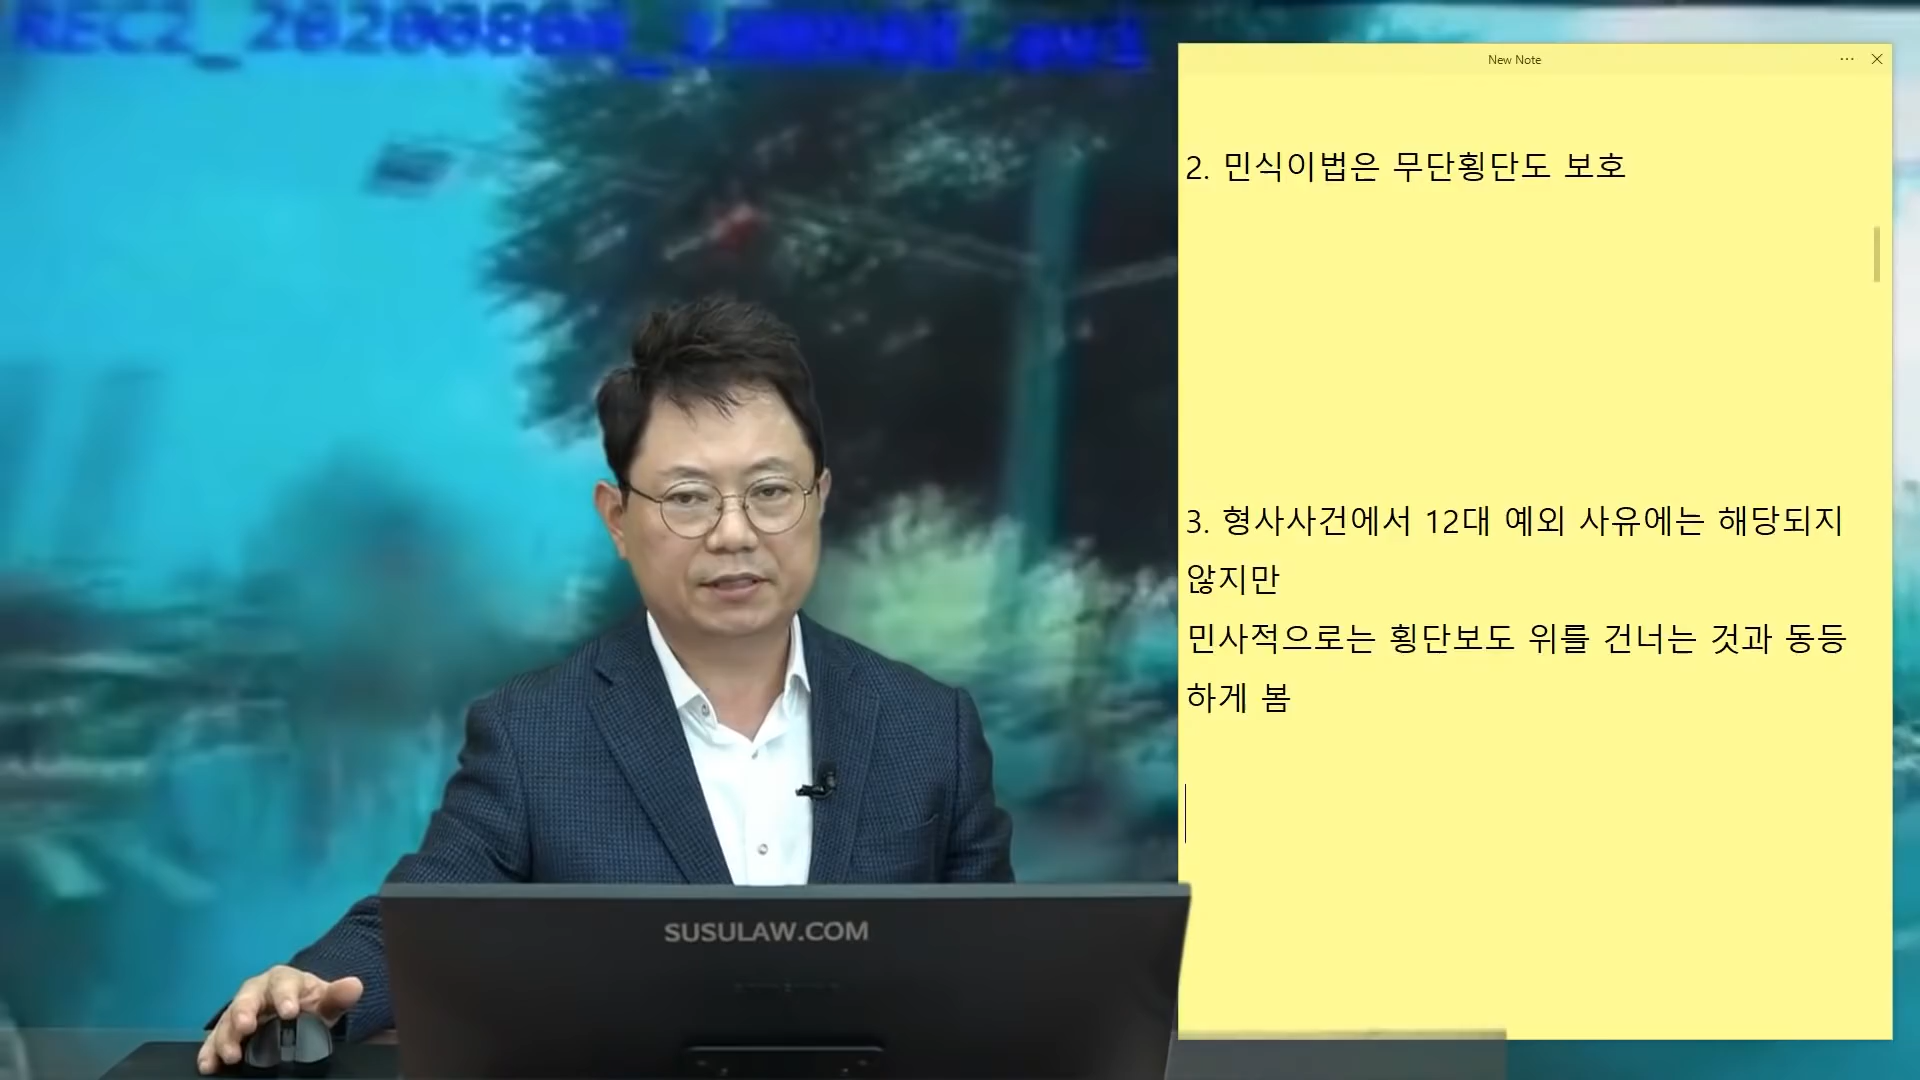 New Note
2. 민식이법은 무단횡단도 보호
3. 형사사건에서 12대 예외 사유에는 해당되지
않지만
민사적으로는 횡단보도 위를 건너는 것과 동등
하게 봄
SUSULAW.COM